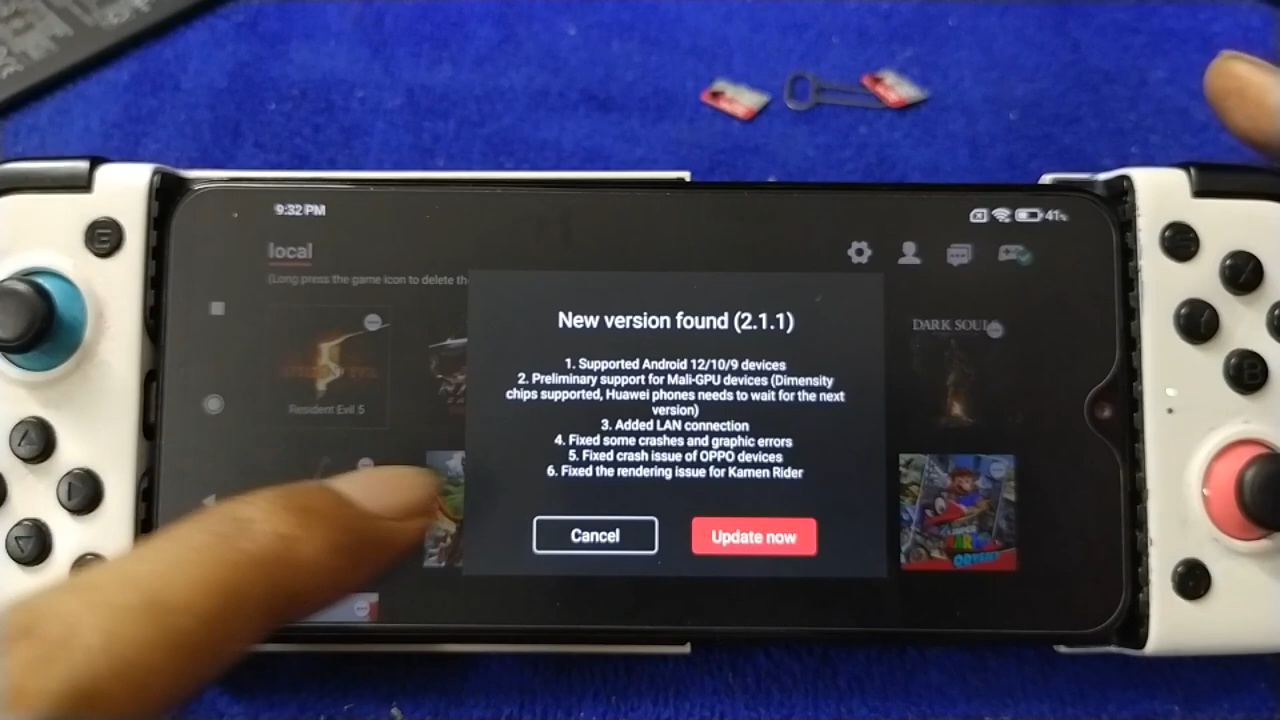 9:32 PM
41%
local
(Long press the game icon to delete th
New version found (2.1.1)
1. Supported Android 12/10/9 devices
2. Preliminary support for Mali-GPU devices (Dimensity
chips supported, Huawei phones needs to wait for the next
version)
3. Added LAN connection
4. Fixed some crashes and graphic errors
5. Fixed crash issue of OPPO devices
6. Fixed the rendering issue for Kamen Rider
Cancel
Update now
Resident Evil 5
DARK SOULS
ODYSSEY
Y
B